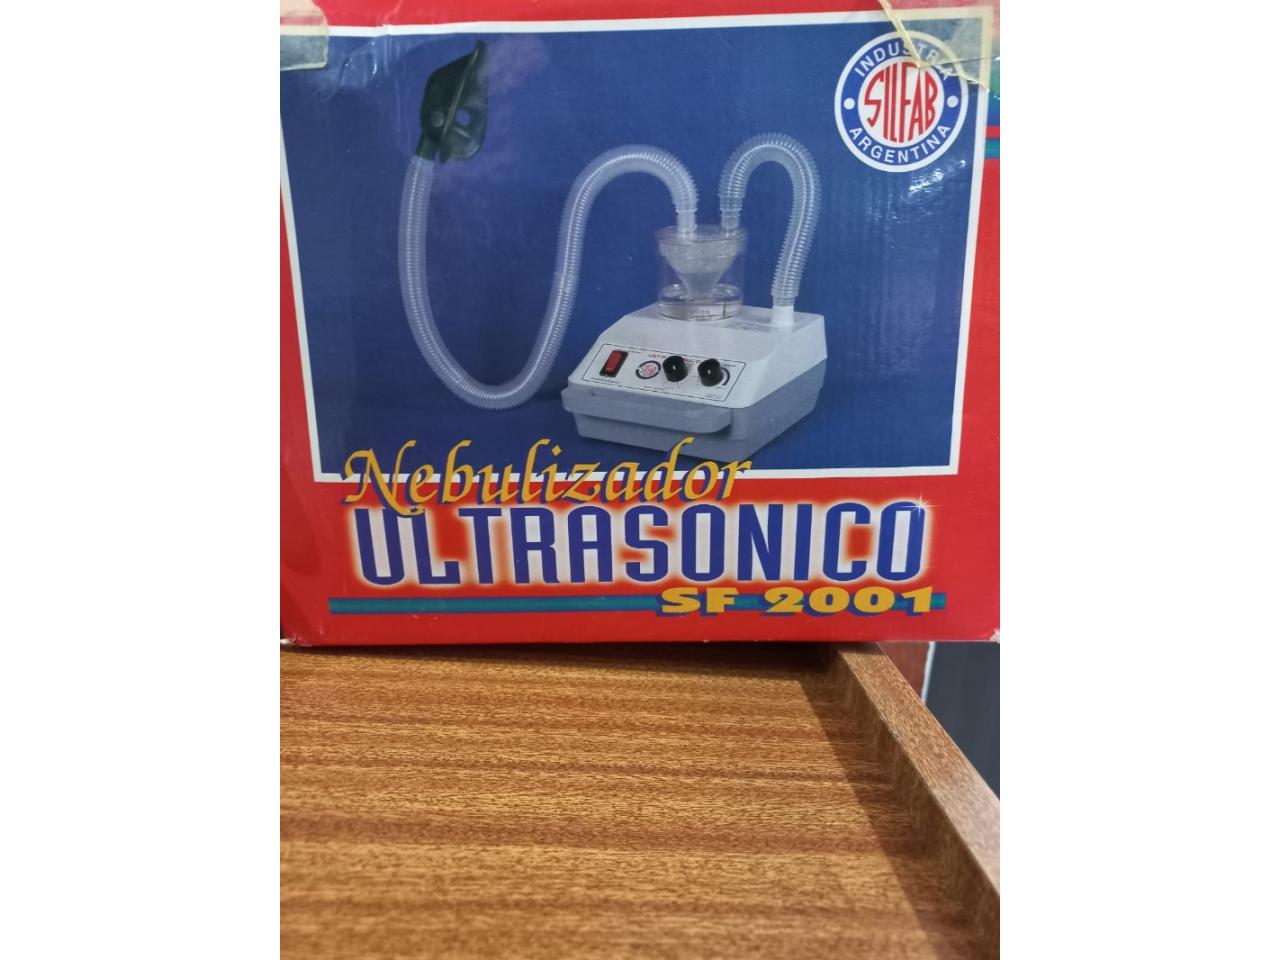 INDUSTRIA
SILFAB
ARGENTINA
Nebulizador
ULTRASONICO
SF 2001